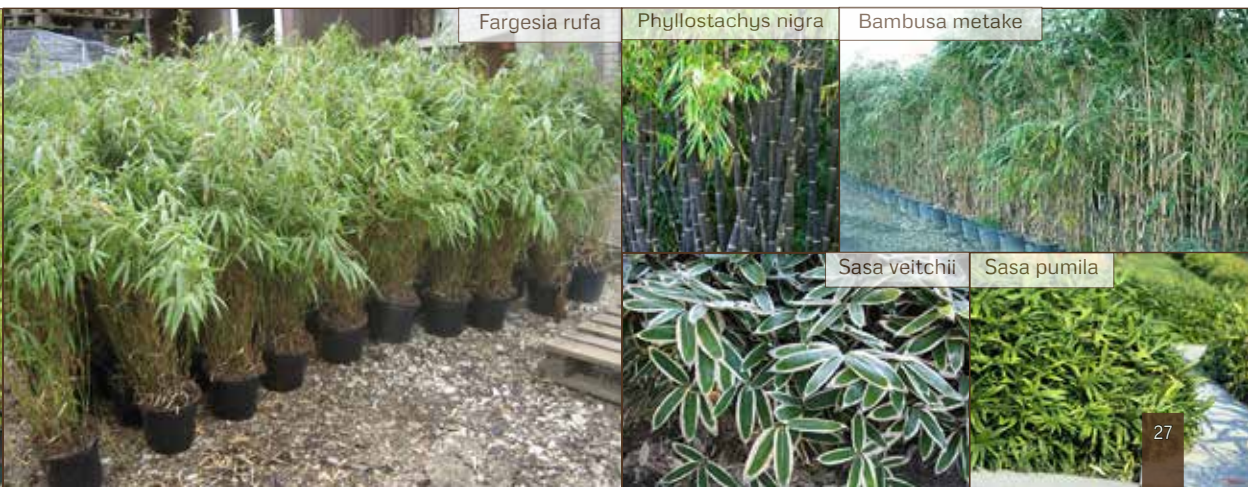 Fargesia rufa
Phyllostachys nigra
Bambusa metake
Sasa veitchii
Sasa pumila
27